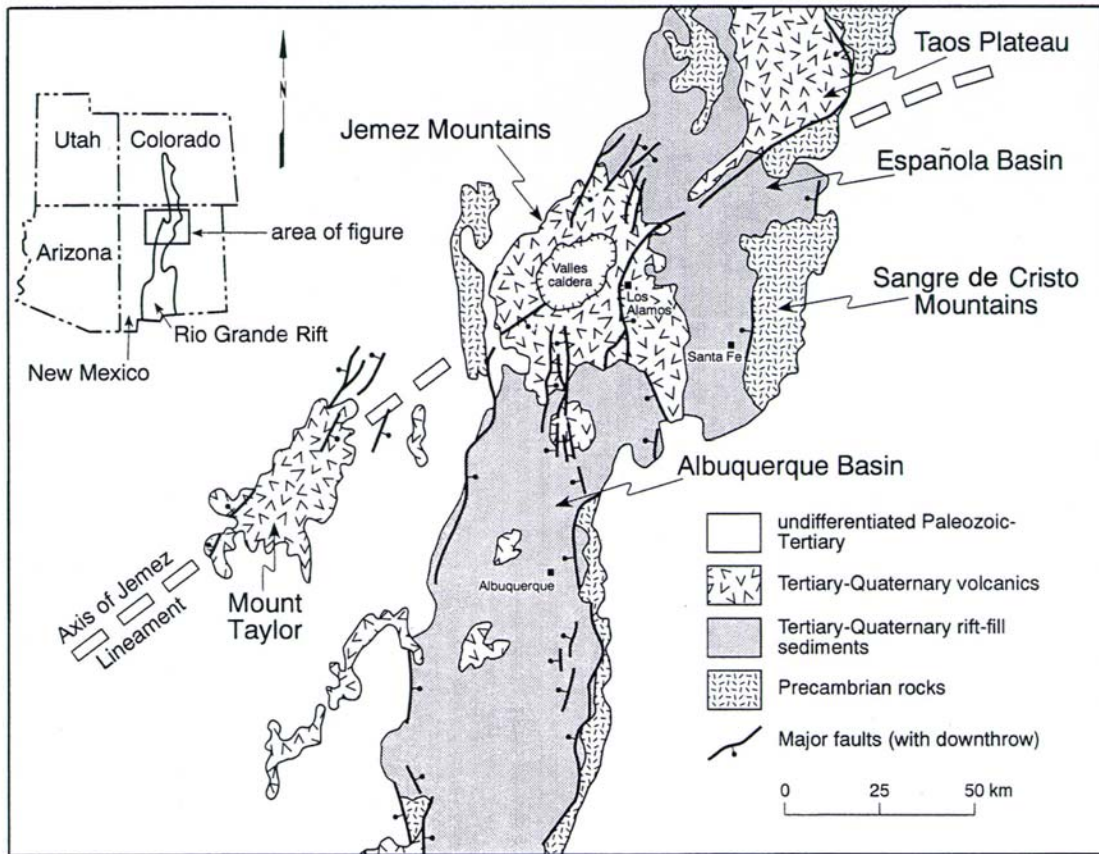 Taos Plateau
Jemez Mountains
N
Utah
Colorado
Española Basin
area of figure
Arizona
Valles
caldera
Los
Alamos
Sangre de Cristo
Mountains
Rio Grande Rift
Santa Fe
New Mexico
Albuquerque Basin
undifferentiated Paleozoic-
Tertiary
Albuquerque
Tertiary-Quaternary volcanics
Axis of Jemez
Lineament
Mount
Taylor
Tertiary-Quaternary rift-fill
sediments
Precambrian rocks
Major faults (with downthrow)
0 25 50 km